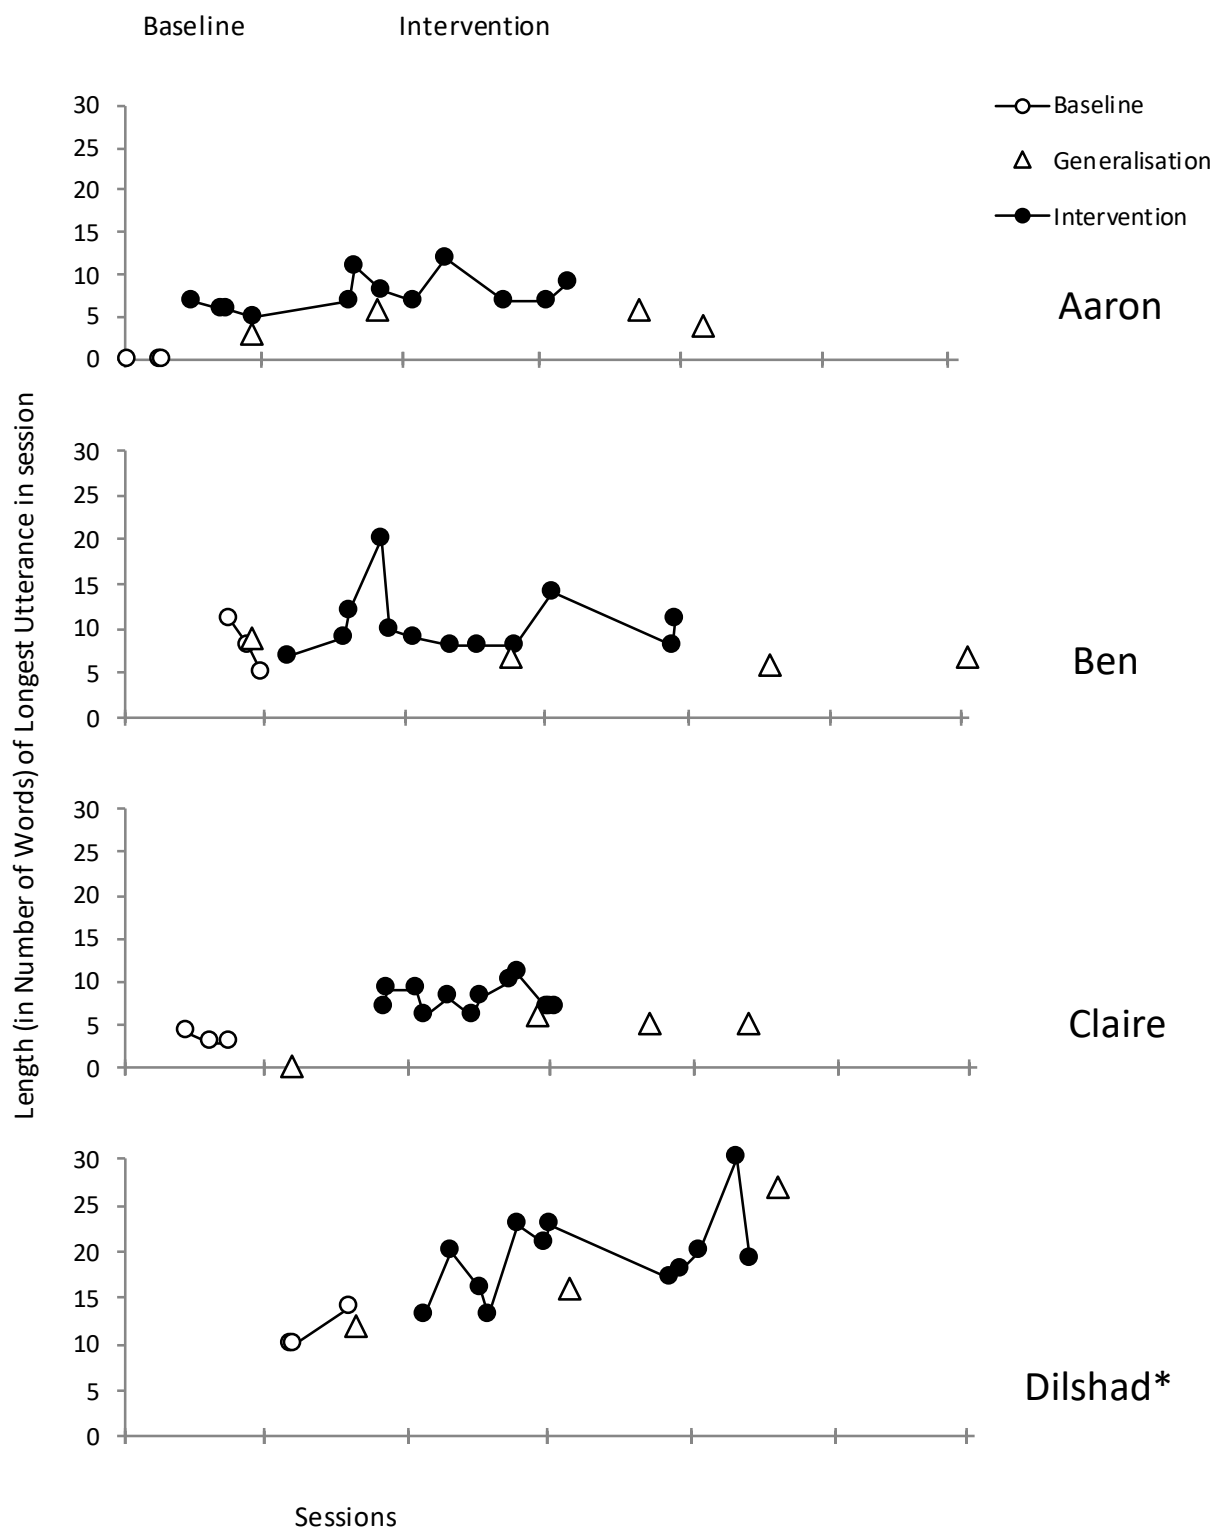 Baseline Intervention
Baseline
Generalisation
Intervention
Length (in Number of Words) of Longest Utterance in session
30
25
20
15
10
5
0
Aaron
30
25
20
15
10
5
0
Ben
30
25
20
15
10
5
0
Claire
30
25
20
15
10
5
0
Dilshad*
Sessions